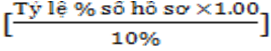 [Tỷ lệ % số hồ sơ ×1.00
10%]